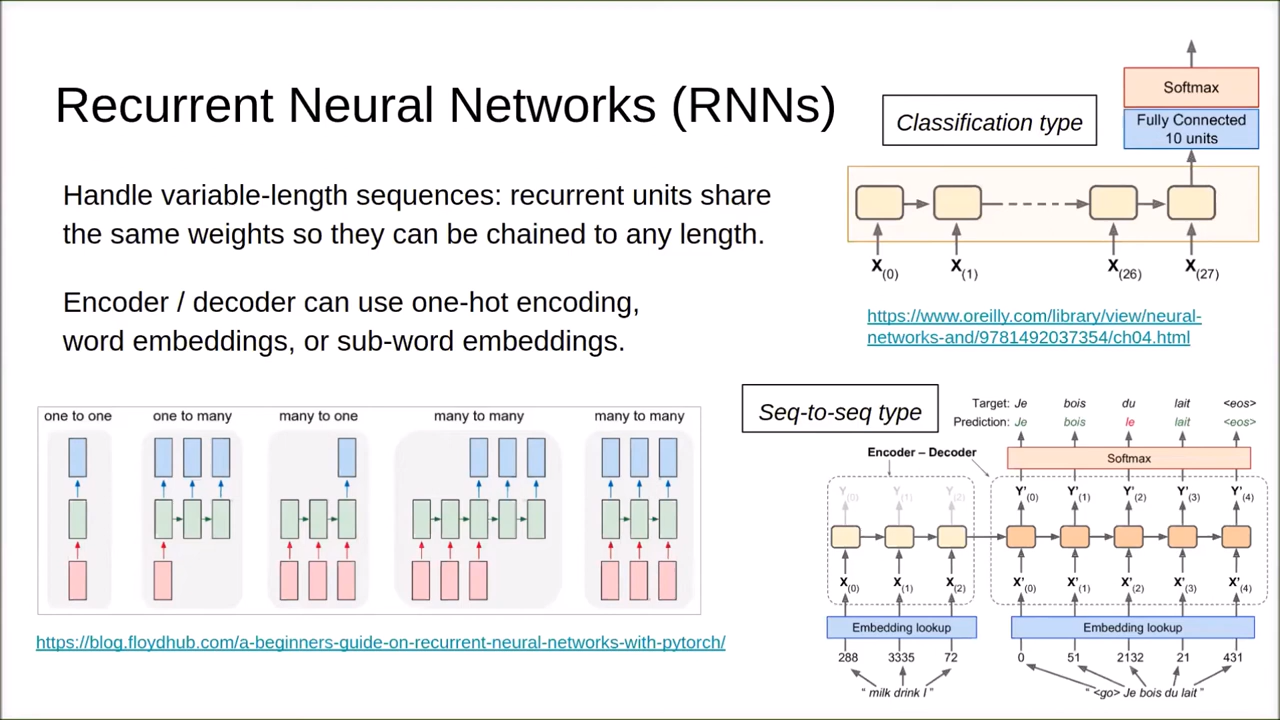 Recurrent Neural Networks (RNNs)
Handle variable-length sequences: recurrent units share
the same weights so they can be chained to any length.
Encoder / decoder can use one-hot encoding,
word embeddings, or sub-word embeddings.
Classification type
Softmax
Fully Connected
10 units
X(0) X(1) X(26) X(27)
https://www.oreilly.com/library/view/neural-
networks-and/9781492037354/ch04.html
one to one one to many many to one many to many many to many
https://blog.floydhub.com/a-beginners-guide-on-recurrent-neural-networks-with-pytorch/
Seq-to-seq type
Target: Je bois du lait <eos>
Prediction: Je bois le lait <eos>
Encoder – Decoder
Softmax
Y(0) Y(1) Y(2) Y'(0) Y'(1) Y'(2) Y'(3) Y'(4)
X(0) X(1) X(2) X'(0) X'(1) X'(2) X'(3) X'(4)
Embedding lookup Embedding lookup
288 3335 72 0 51 2132 21 431
" milk drink I " " <go> Je bois du lait "